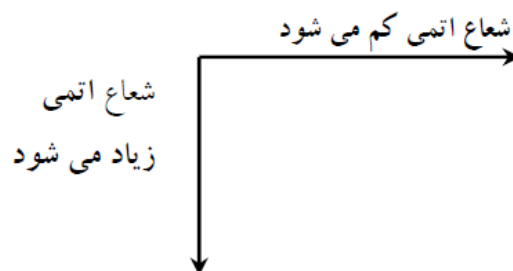 شعاع اتمی کم می شود
شعاع اتمی
زیاد می شود